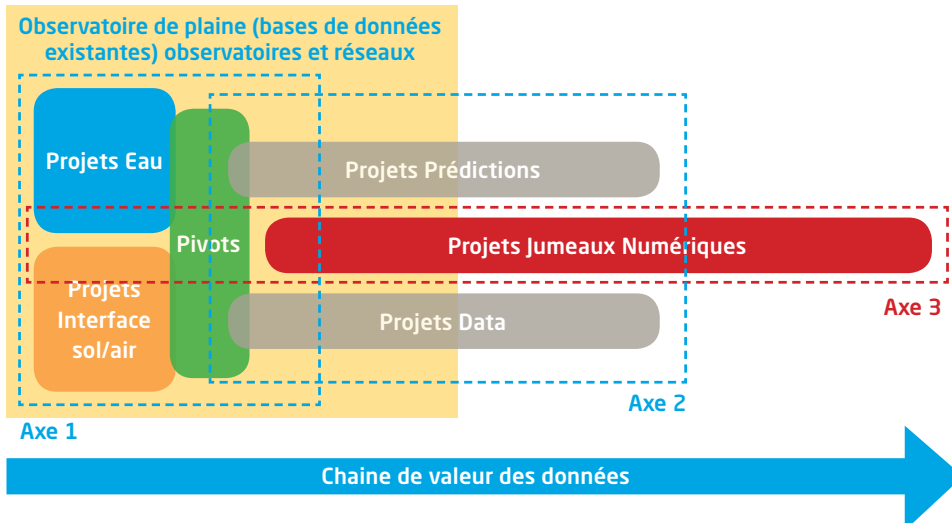 Observatoire de plaine (bases de données
existantes) observatoires et réseaux
Projets Eau
Projets Prédictions
Pivots
Projets Jumeaux Numériques
Projets
Interface
sol/air
Projets Data
Axe 3
Axe 2
Axe 1
Chaine de valeur des données